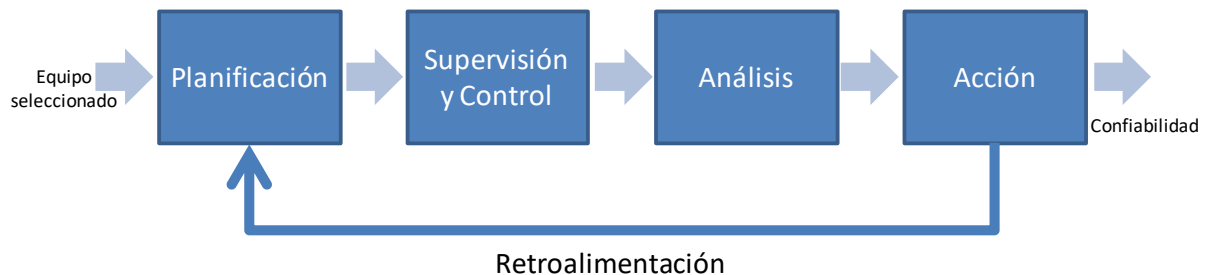 Equipo
seleccionado
Planificación
Supervisión
y Control
Análisis
Acción
Confiabilidad
Retroalimentación